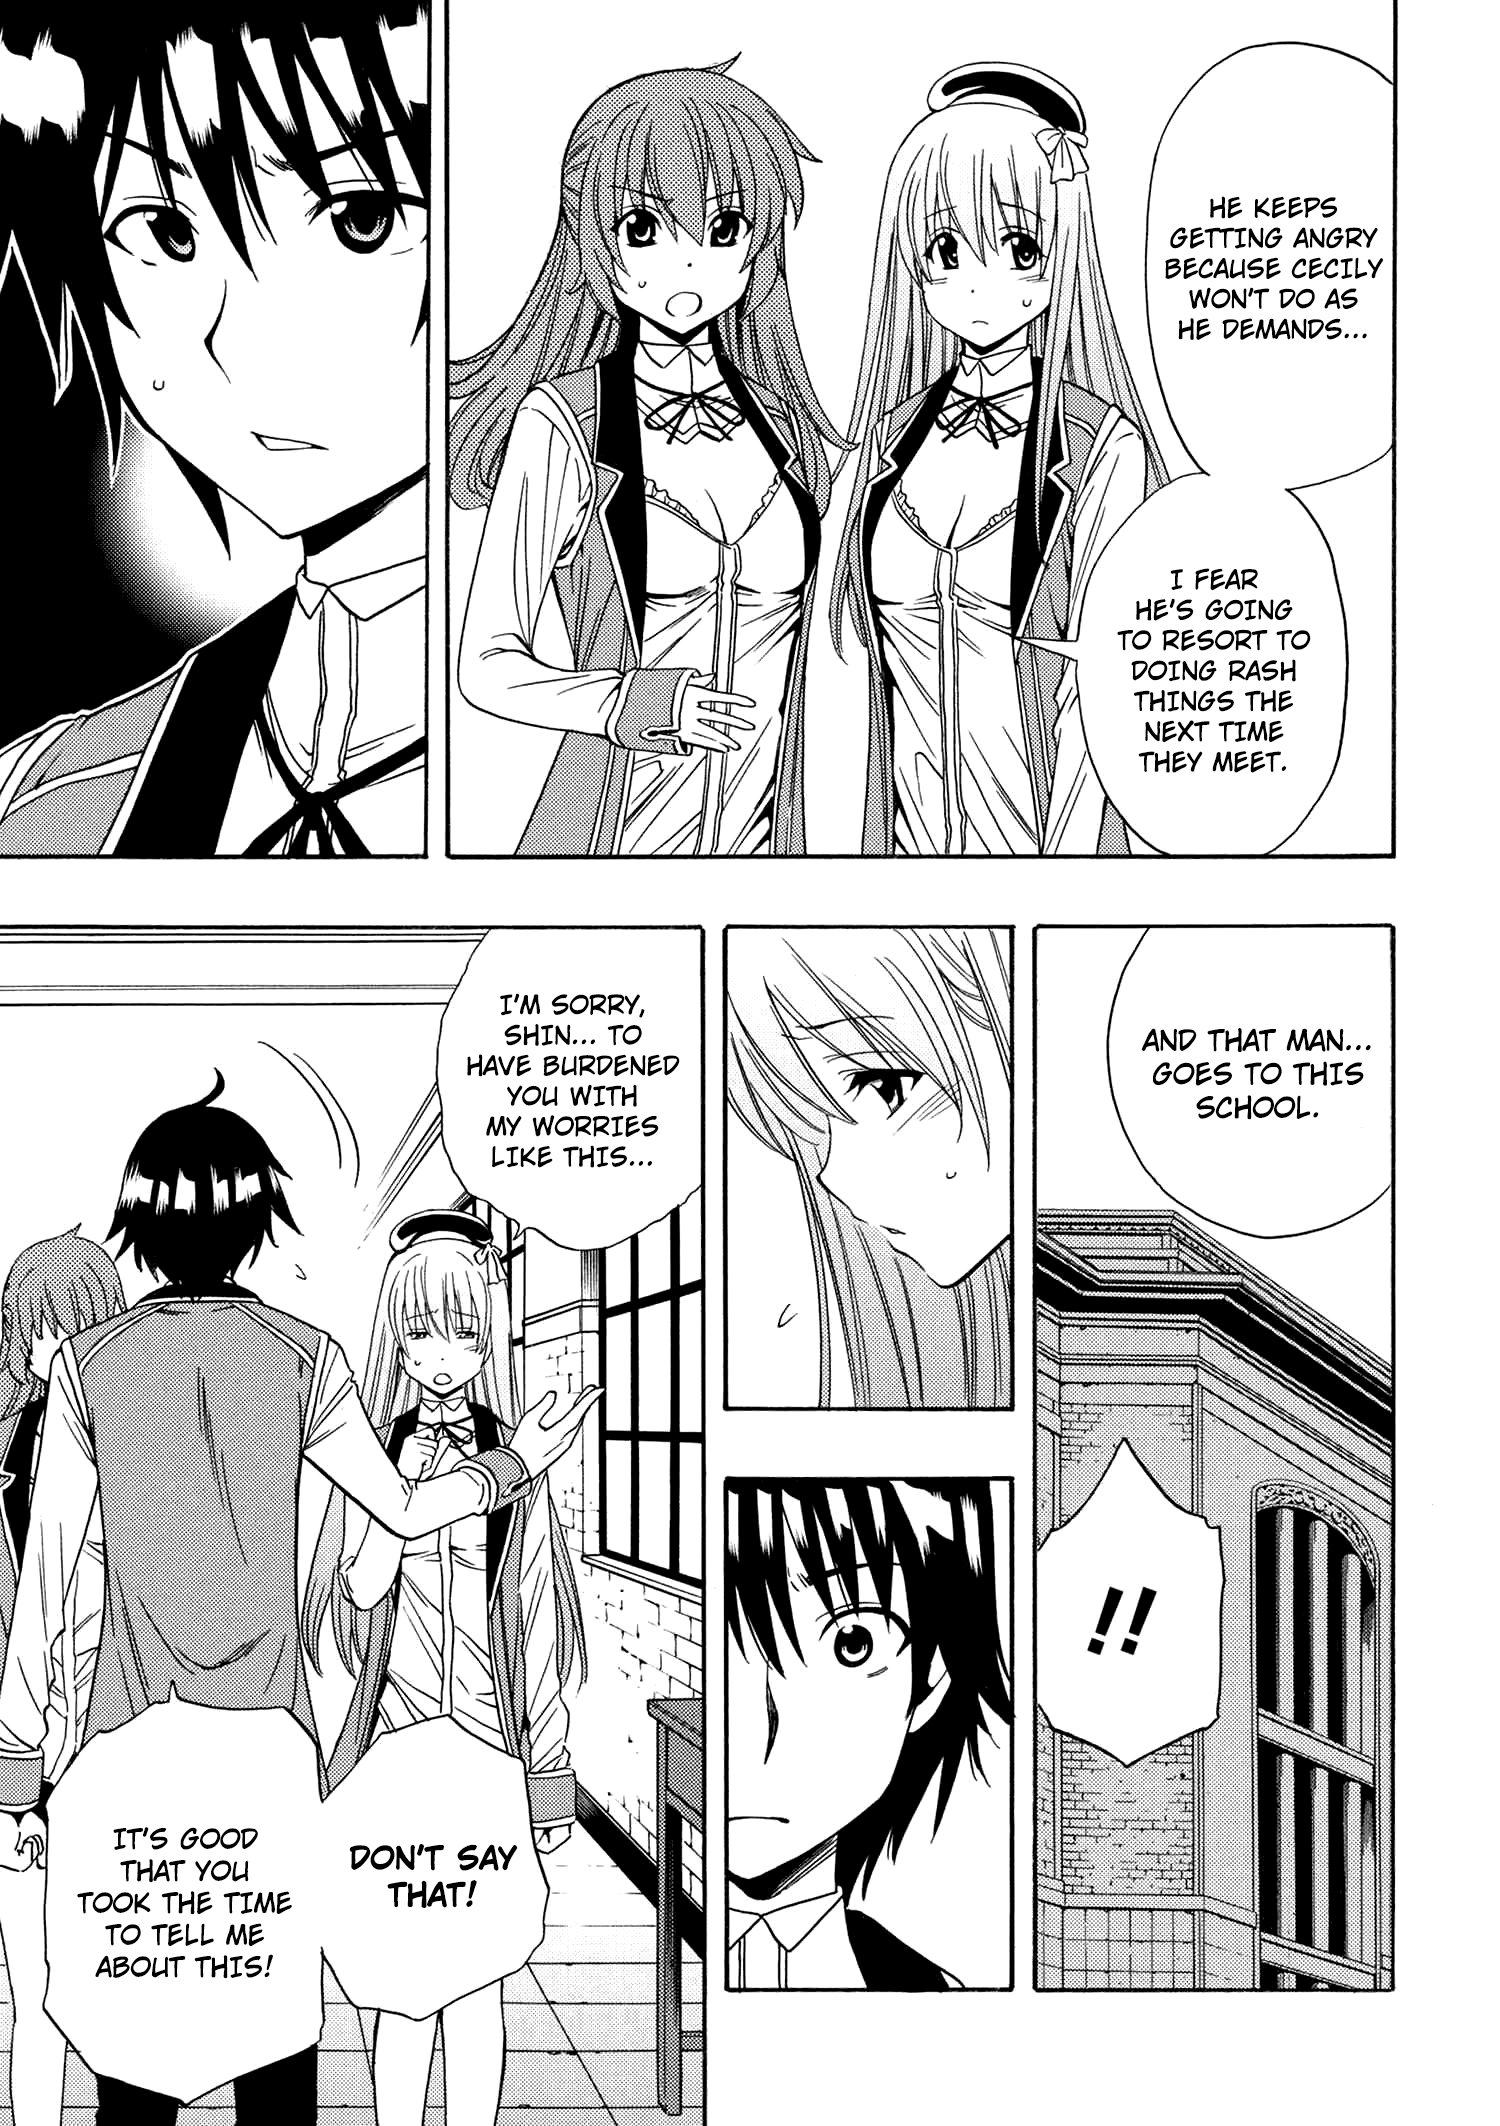 HE KEEPS
GETTING ANGRY
BECAUSE CECILY
WON'T DO AS
HE DEMANDS...
I FEAR
HE'S GOING
TO RESORT TO
DOING RASH
THINGS THE
NEXT TIME
THEY MEET.
AND THAT MAN...
GOES TO THIS
SCHOOL.
!!
I'M SORRY,
SHIN... TO
HAVE BURDENED
YOU WITH
MY WORRIES
LIKE THIS...
DON'T SAY
THAT!
IT'S GOOD
THAT YOU
TOOK THE TIME
TO TELL ME
ABOUT THIS!